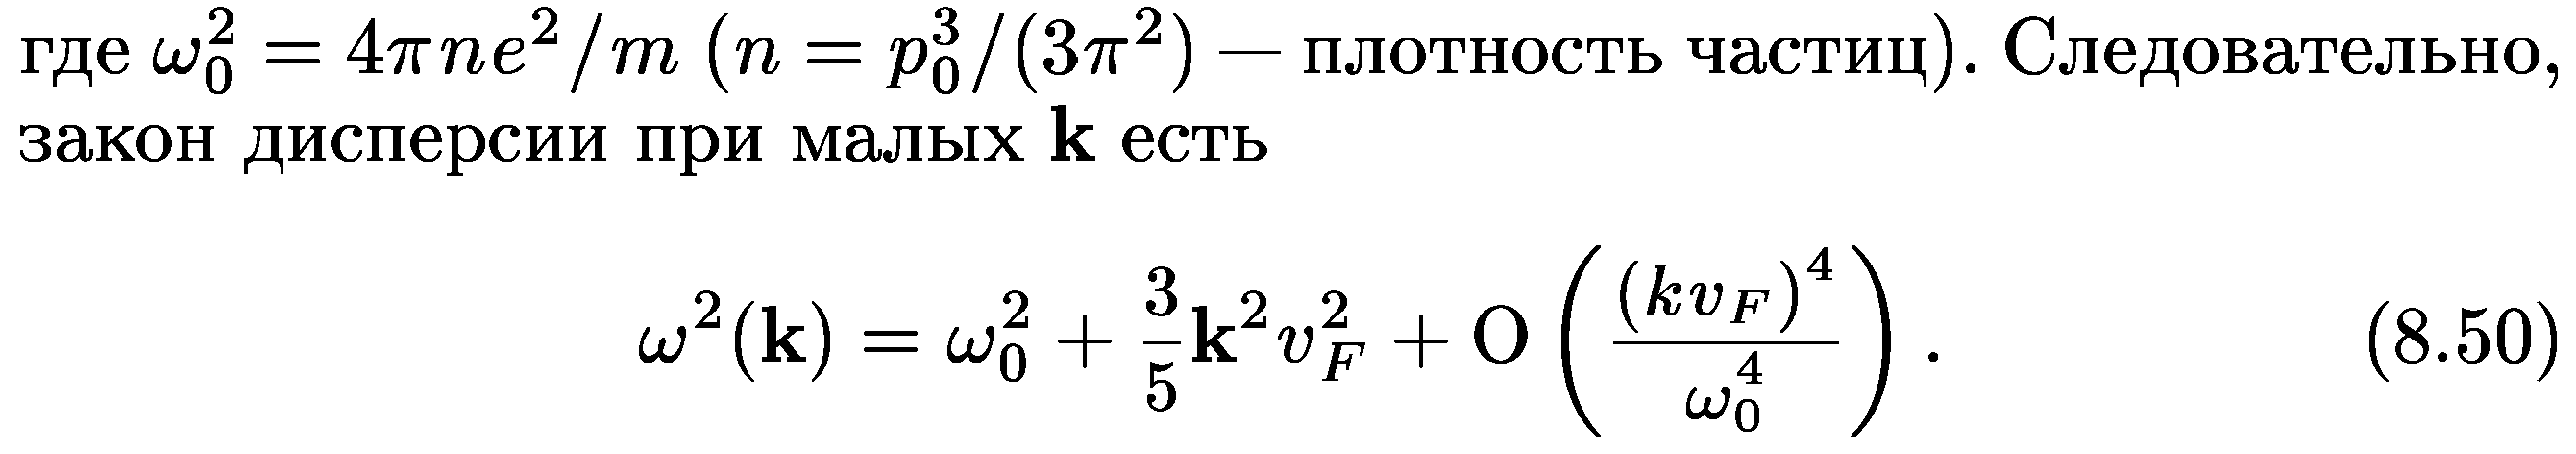 где ω₀² = 4πne²/m (n = p₀³/(3π²) — плотность частиц). Следовательно,
закон дисперсии при малых k есть
ω²(k) = ω₀² + 3/5 k²v_F² + O((kv_F)⁴/ω₀⁴). (8.50)